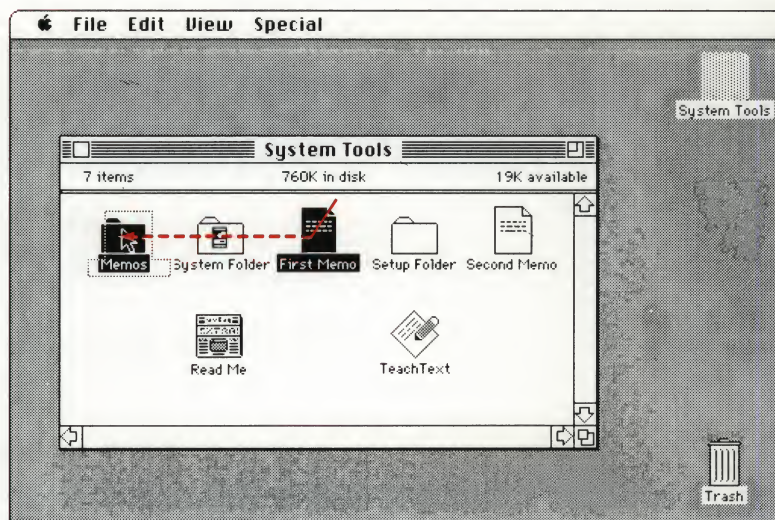 File Edit View Special
System Tools
System Tools
7 items 760K in disk 19K available
Memos System Folder First Memo Setup Folder Second Memo
Read Me TeachText
Trash